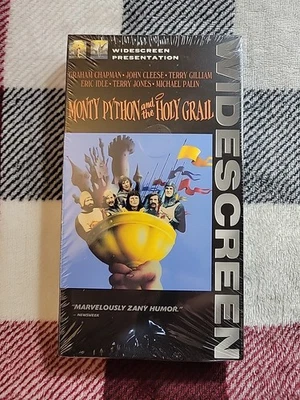 WIDESCREEN
PRESENTATION
GRAHAM CHAPMAN • JOHN CLEESE • TERRY GILLIAM
ERIC IDLE • TERRY JONES • MICHAEL PALIN
MONTY PYTHON and the HOLY GRAIL
WIDESCREEN
"MARVELOUSLY ZANY HUMOR."
– NEWSWEEK